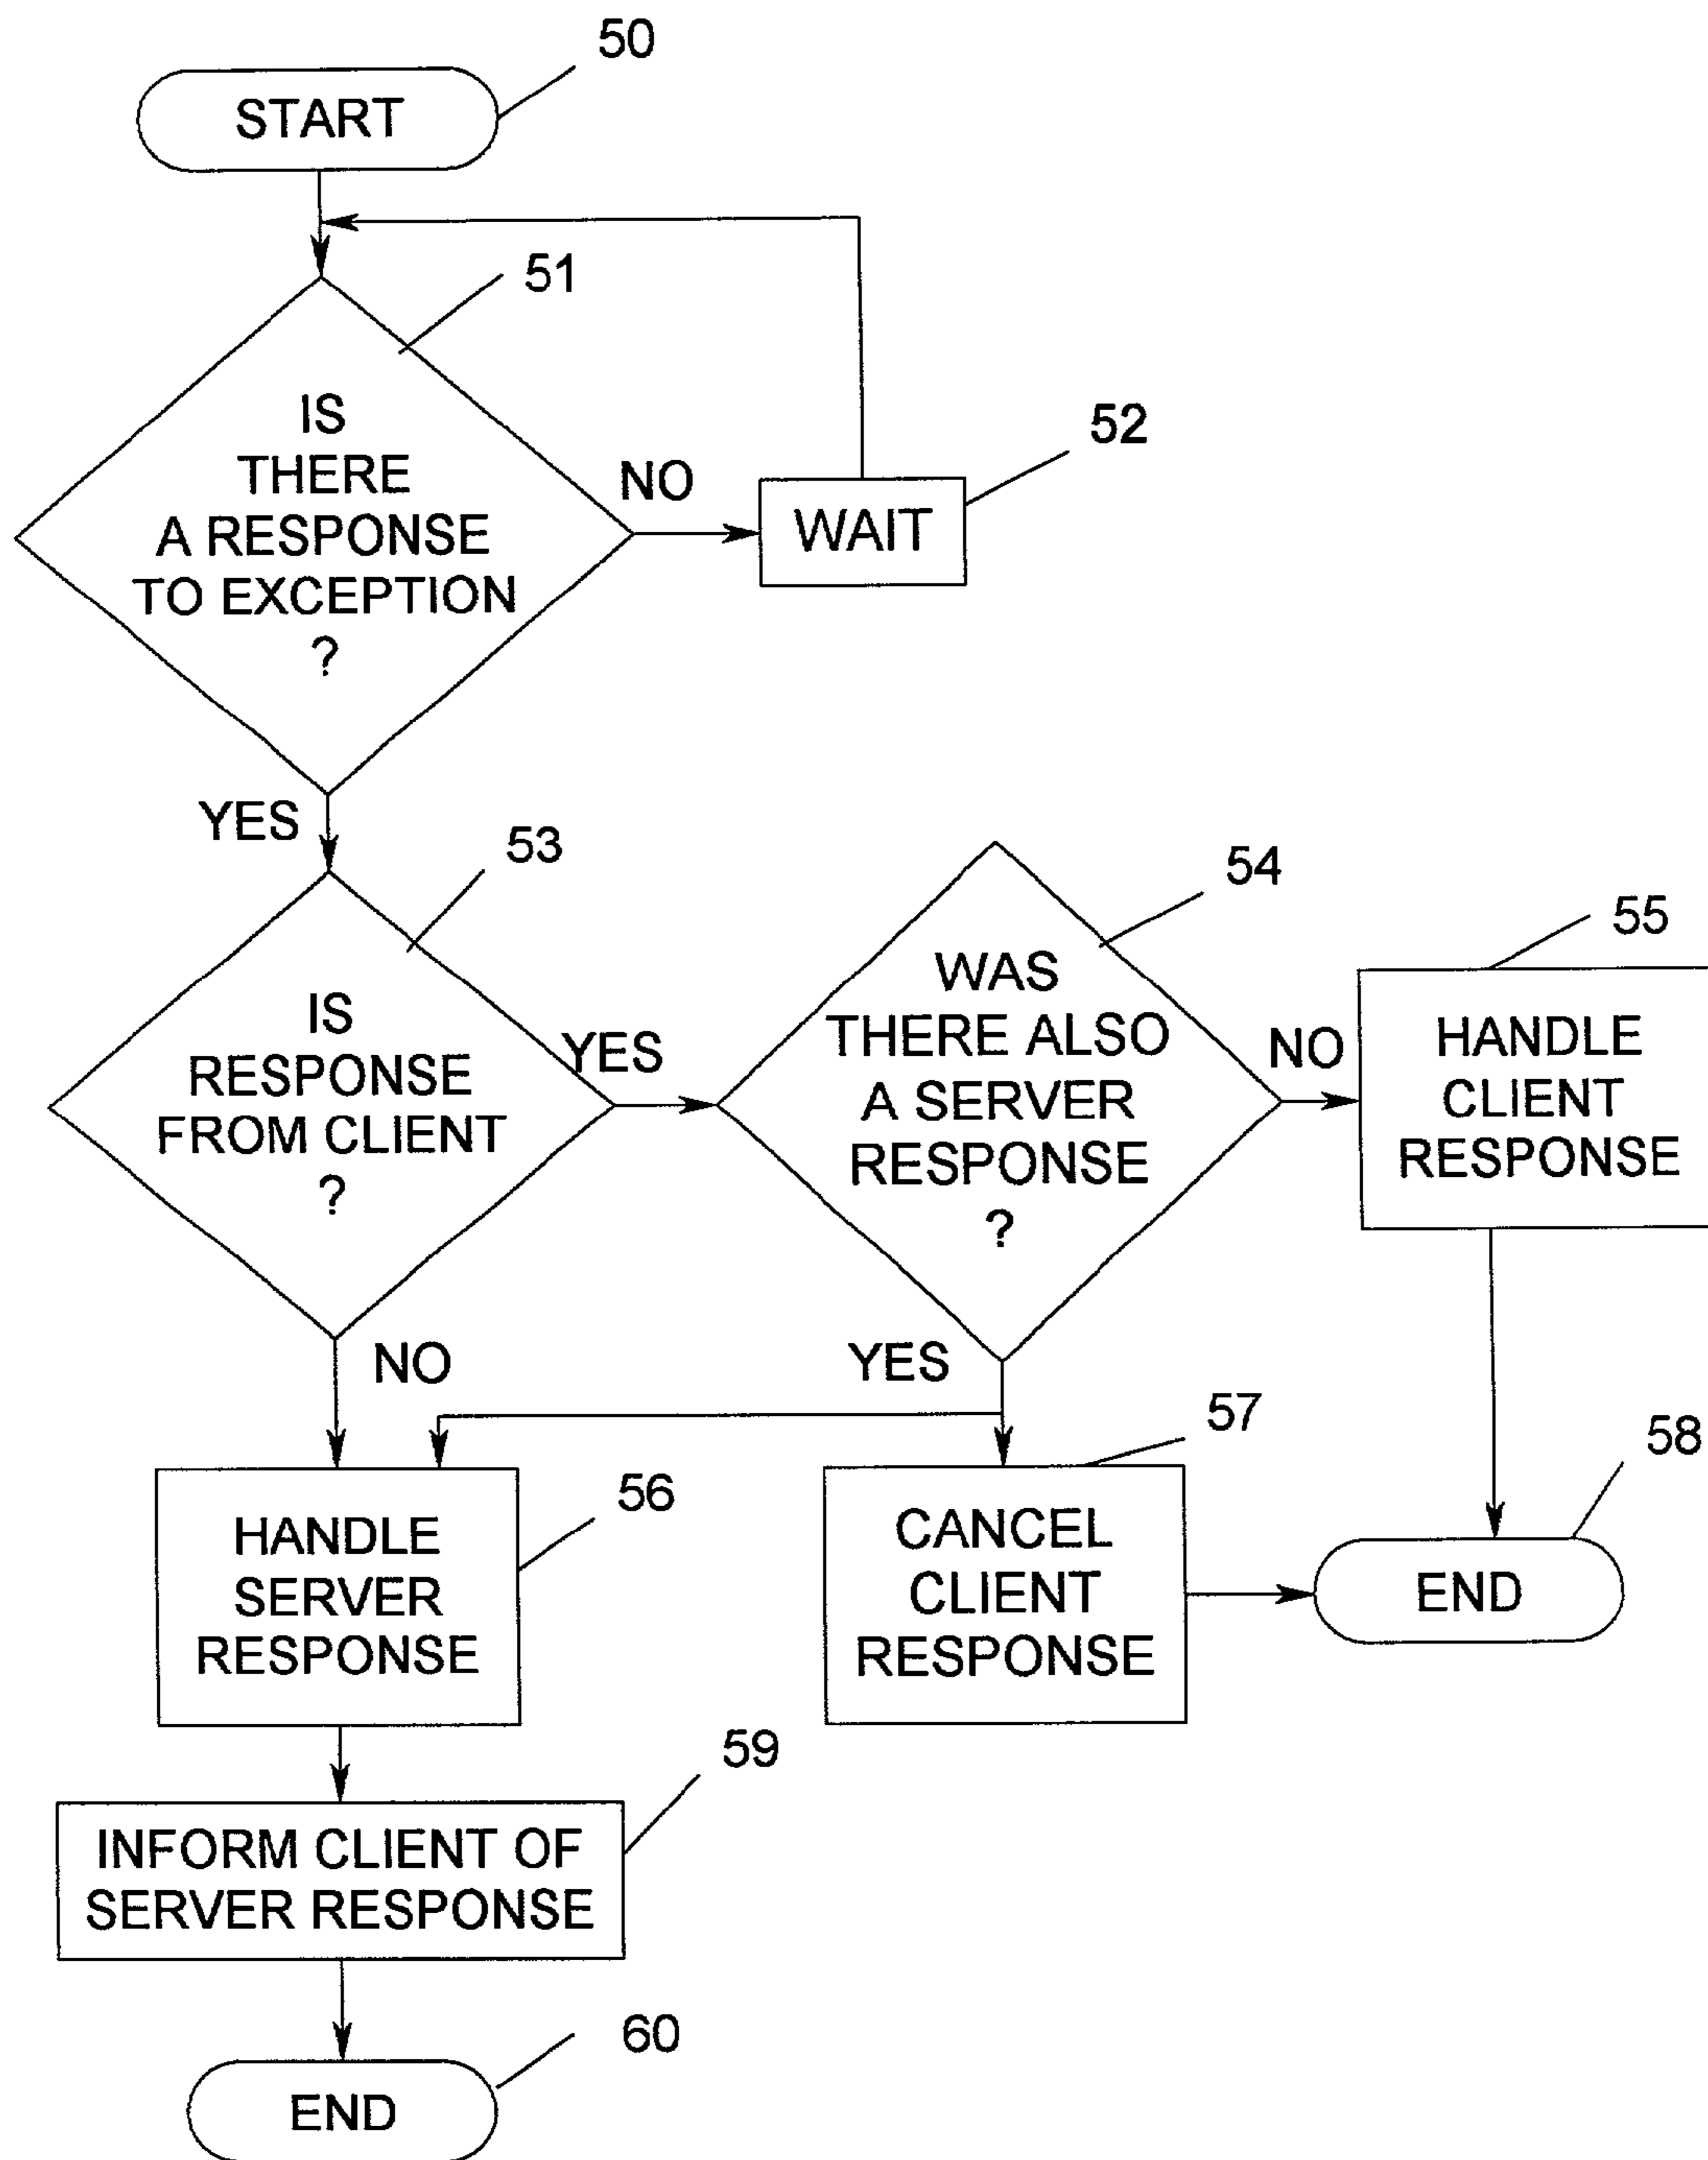 50
START
51
IS
THERE
A RESPONSE
TO EXCEPTION
?
NO
52
WAIT
YES
53
IS
RESPONSE
FROM CLIENT
?
YES
54
WAS
THERE ALSO
A SERVER
RESPONSE
?
NO
55
HANDLE
CLIENT
RESPONSE
NO
YES
56
HANDLE
SERVER
RESPONSE
57
CANCEL
CLIENT
RESPONSE
58
END
59
INFORM CLIENT OF
SERVER RESPONSE
60
END